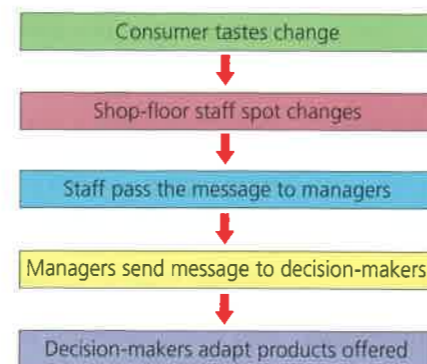 Consumer tastes change
Shop-floor staff spot changes
Staff pass the message to managers
Managers send message to decision-makers
Decision-makers adapt products offered